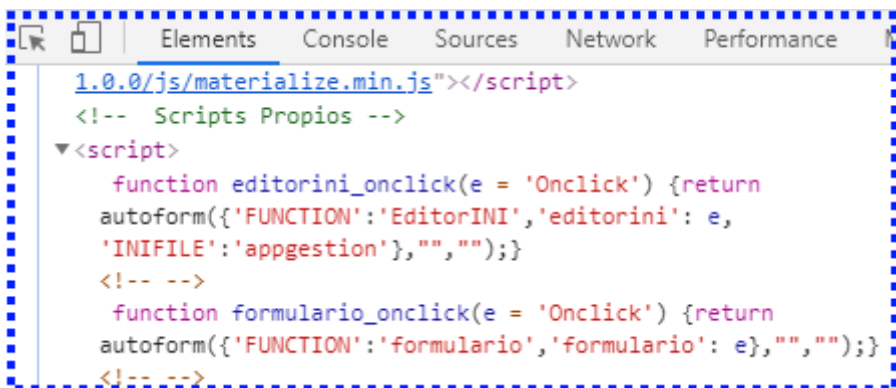 Elements Console Sources Network Performance
1.0.0/js/materialize.min.js"></script>
<!-- Scripts Propios -->
▼<script>
function editorini_onclick(e = 'Onclick') {return
autoform({'FUNCTION':'EditorINI','editorini': e,
'INIFILE':'appgestion'},"","");}
<!-- -->
function formulario_onclick(e = 'Onclick') {return
autoform({'FUNCTION':'formulario','formulario': e},"","");}
<!-- -->